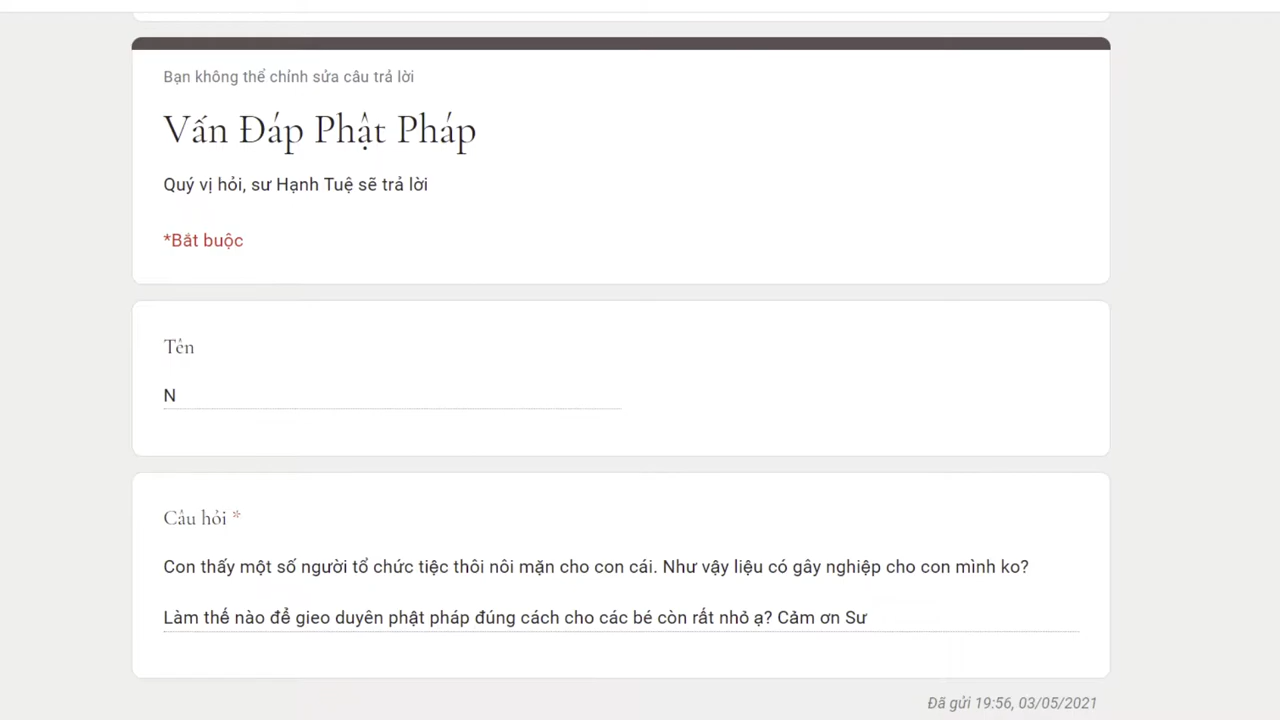 Bạn không thể chỉnh sửa câu trả lời
Vấn Đáp Phật Pháp
Quý vị hỏi, sư Hạnh Tuệ sẽ trả lời
*Bắt buộc
Tên
N
Câu hỏi *
Con thấy một số người tổ chức tiệc thôi nôi mặn cho con cái. Như vậy liệu có gây nghiệp cho con mình ko?
Làm thế nào để gieo duyên phật pháp đúng cách cho các bé còn rất nhỏ ạ? Cảm ơn Sư
Đã gửi 19:56, 03/05/2021